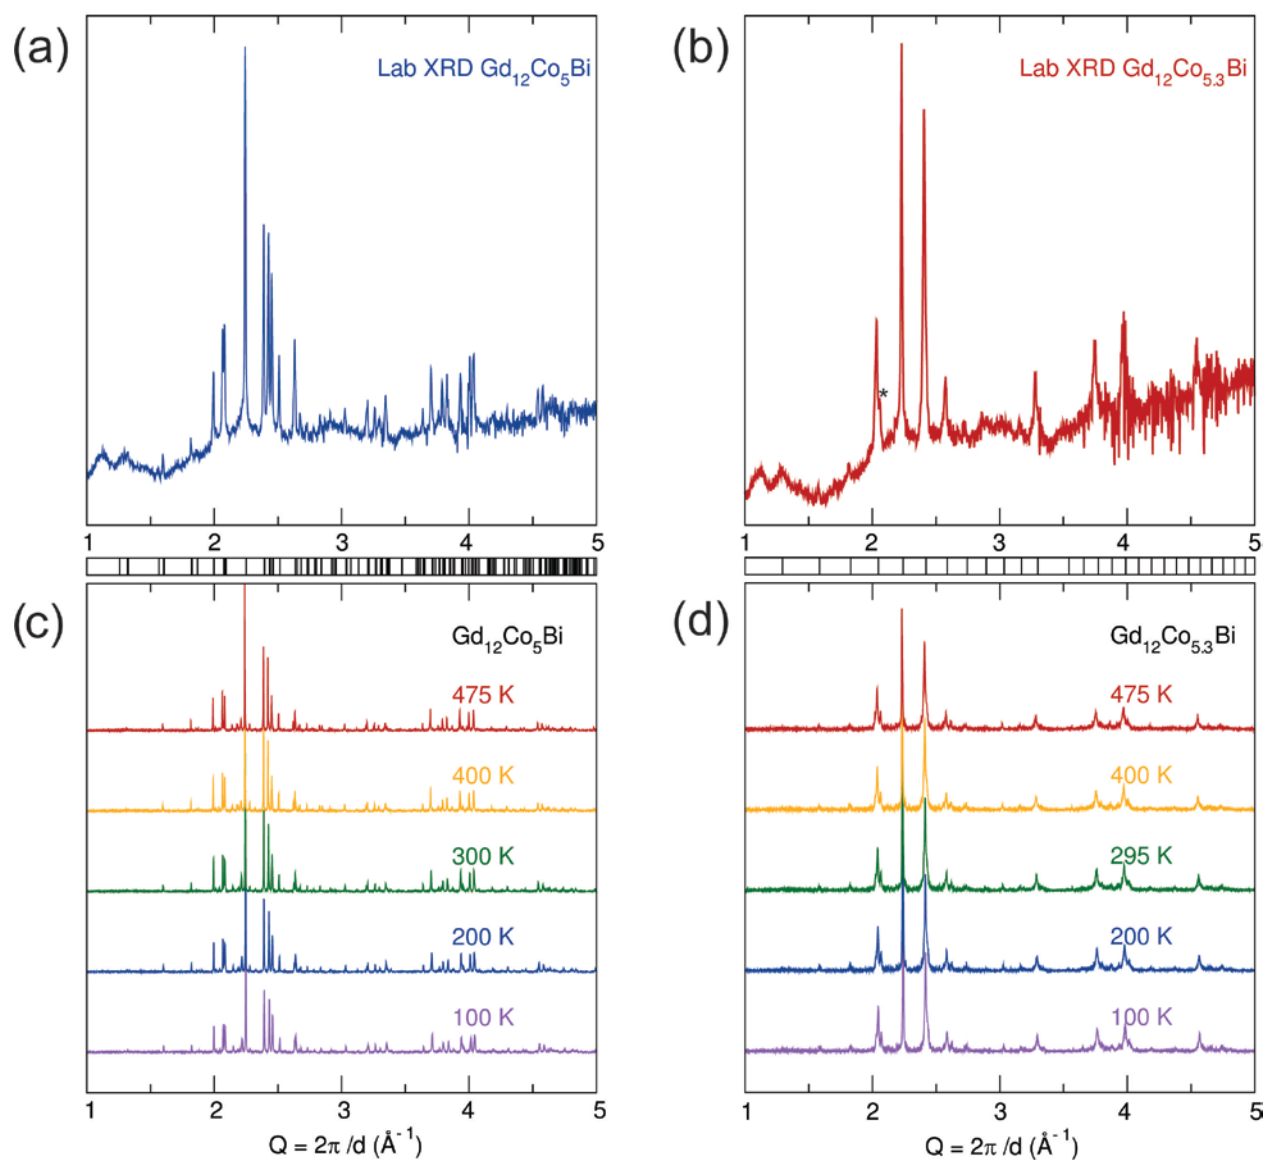 (a)
Lab XRD Gd₁₂Co₅Bi
1 2 3 4 5
(b)
Lab XRD Gd₁₂Co₅.₃Bi
*
1 2 3 4 5
(c)
Gd₁₂Co₅Bi
475 K
400 K
300 K
200 K
100 K
1 2 3 4 5
Q = 2π /d (Å⁻¹)
(d)
Gd₁₂Co₅.₃Bi
475 K
400 K
295 K
200 K
100 K
1 2 3 4 5
Q = 2π /d (Å⁻¹)